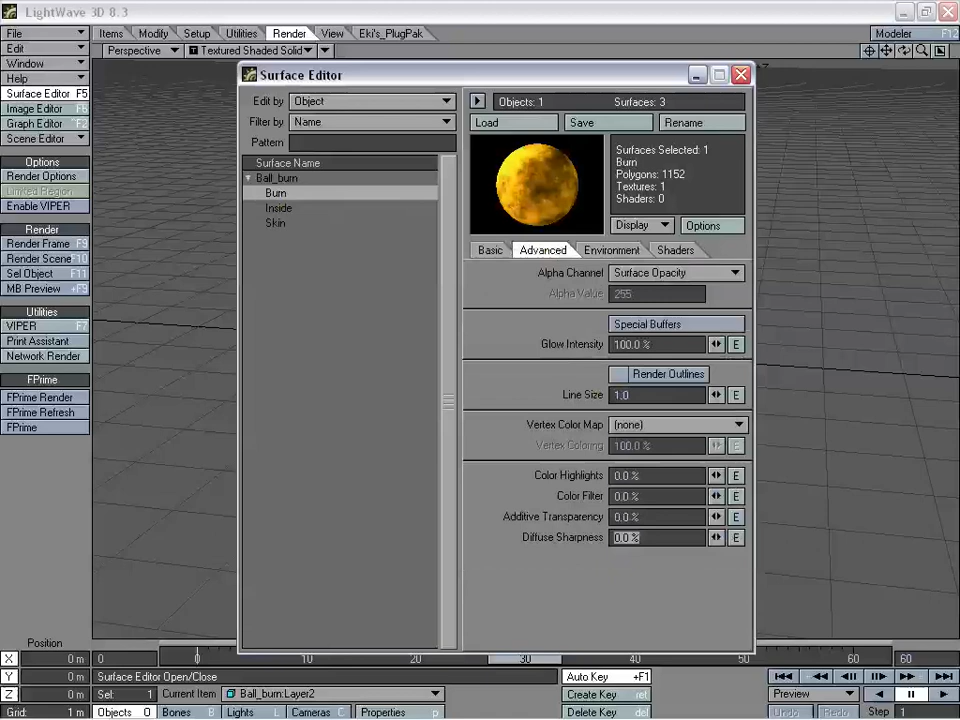 LightWave 3D 8.3
File
Items
Modify
Setup
Utilities
Render
View
Eki's_PlugPak
Modeler F12
Edit
Perspective
Textured Shaded Solid
Window
Help
Surface Editor F5
Image Editor F6
Graph Editor
Scene Editor
Options
Render Options
Limited Region
Enable VIPER
Render
Render Frame F9
Render Scene F10
Sel Object F11
MB Preview +F9
Utilities
VIPER F7
Print Assistant
Network Render
FPrime
FPrime Render
FPrime Refresh
FPrime
Surface Editor
Edit by Object
Filter by Name
Pattern
Surface Name
Ball_burn
Burn
Inside
Skin
Objects: 1 Surfaces: 3
Load
Save
Rename
Surfaces Selected: 1
Burn
Polygons: 1152
Textures: 1
Shaders: 0
Display
Options
Basic
Advanced
Environment
Shaders
Alpha Channel Surface Opacity
Alpha Value 255
Special Buffers
Glow Intensity 100.0 % E
Render Outlines
Line Size 1.0 E
Vertex Color Map (none)
Vertex Coloring 100.0 % E
Color Highlights 0.0 % E
Color Filter 0.0 % E
Additive Transparency 0.0 % E
Diffuse Sharpness 0.0 % E
Position
X 0 m
0 0 10 20 30 40 50 60 60
Y 0 m
Surface Editor Open/Close
Auto Key +F1
Z 0 m
Sel: 1
Current Item Ball_burn:Layer2
Create Key ret
Preview
Step 1
Grid: 1 m
Objects O
Bones B
Lights L
Cameras C
Properties p
Delete Key del
Undo
Redo